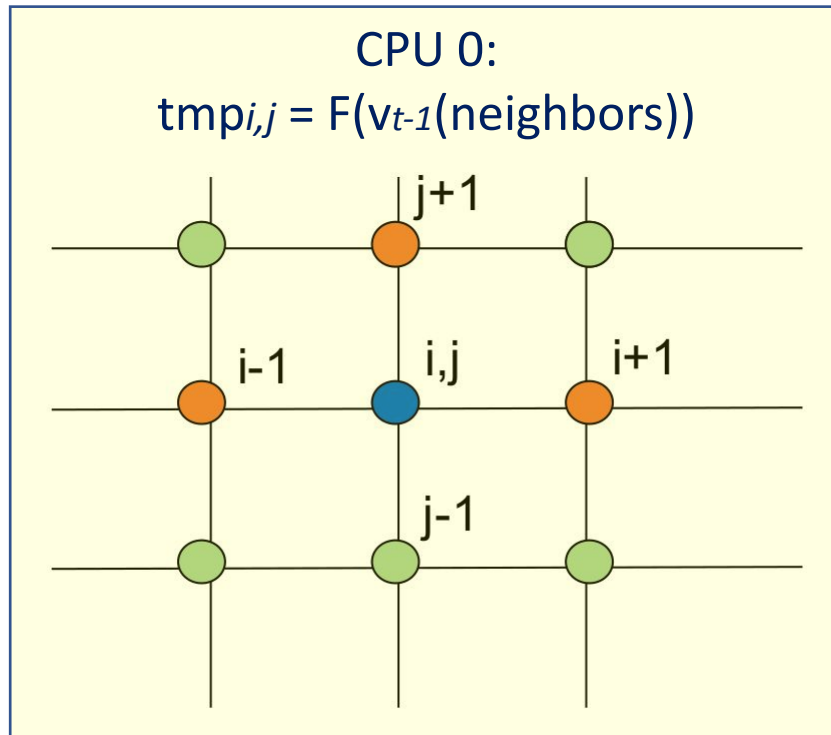 CPU 0:
tmpi,j = F(vt-1(neighbors))
j+1
i-1
i,j
i+1
j-1